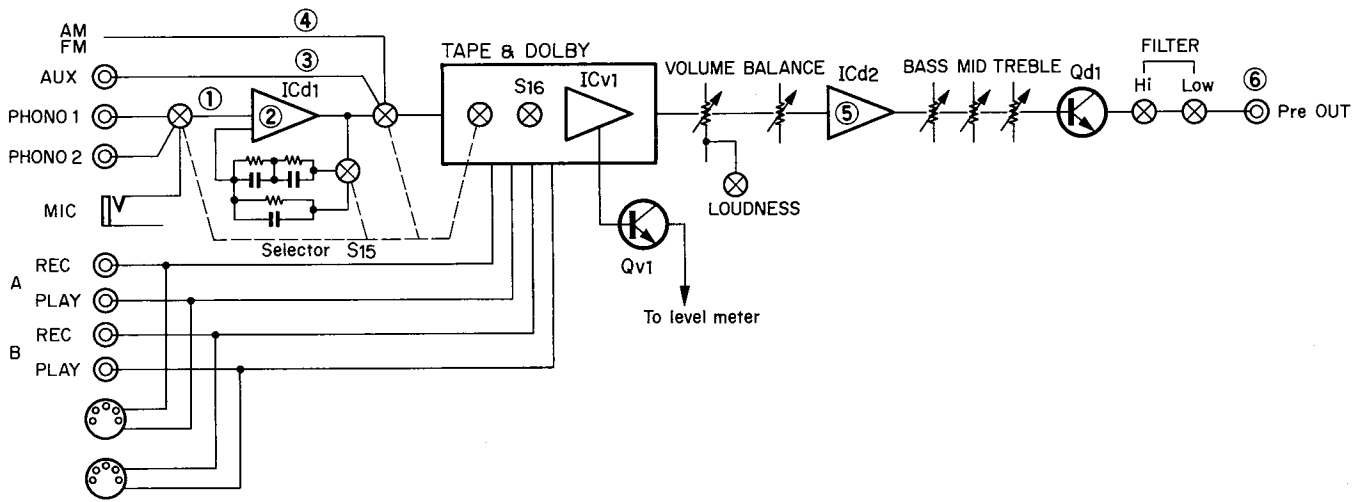 AM
FM
④
AUX
③
PHONO 1
①
ICd1
②
PHONO 2
MIC
Selector S15
TAPE & DOLBY
S16
ICv1
VOLUME BALANCE
LOUDNESS
Qv1
To level meter
ICd2
⑤
BASS MID TREBLE
Qd1
FILTER
Hi Low
⑥
Pre OUT
A
REC
PLAY
B
REC
PLAY